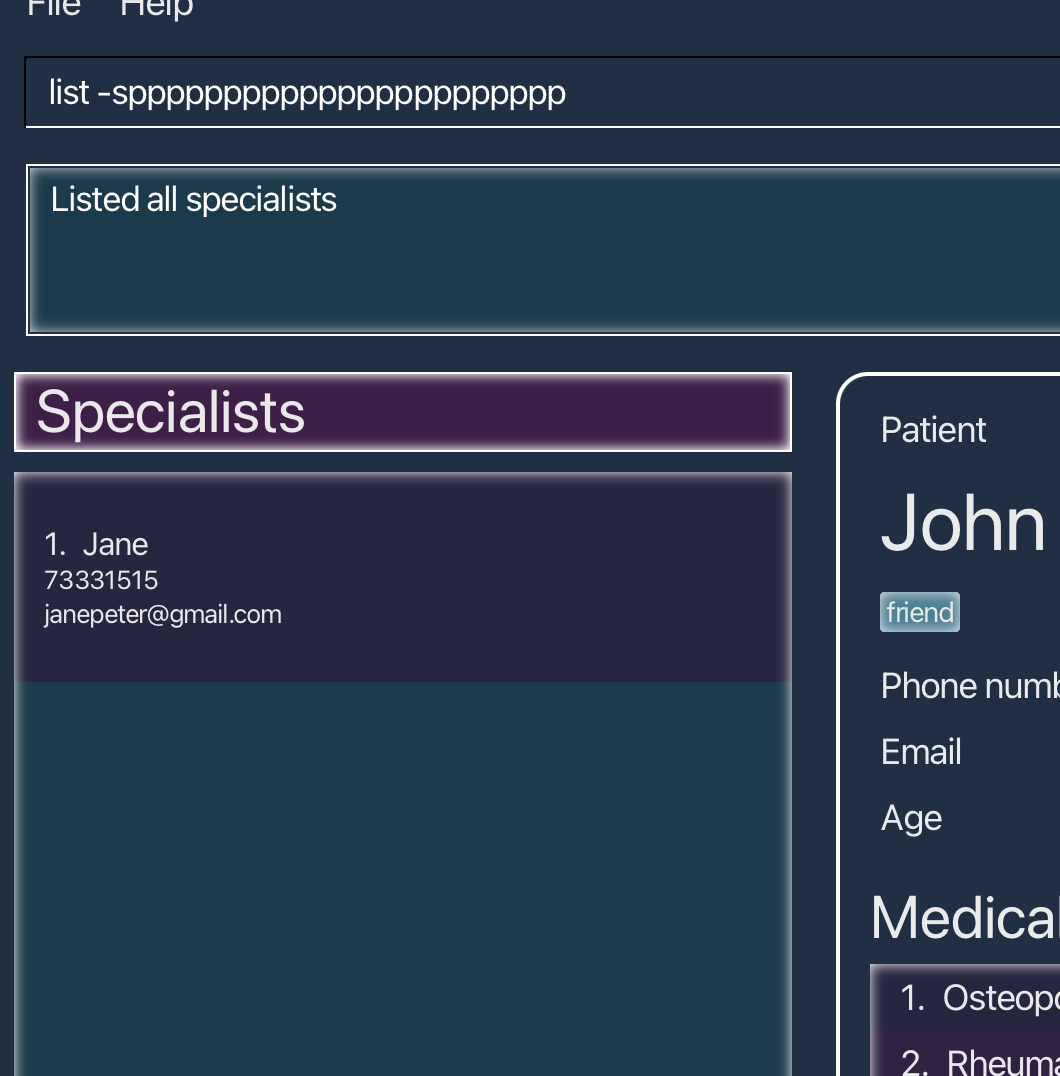 File Help
list -sppppppppppppppppppppppp
Listed all specialists
Specialists
1. Jane
73331515
janepeter@gmail.com
Patient
John
friend
Phone numb
Email
Age
Medical
1. Osteopo
2. Rheuma